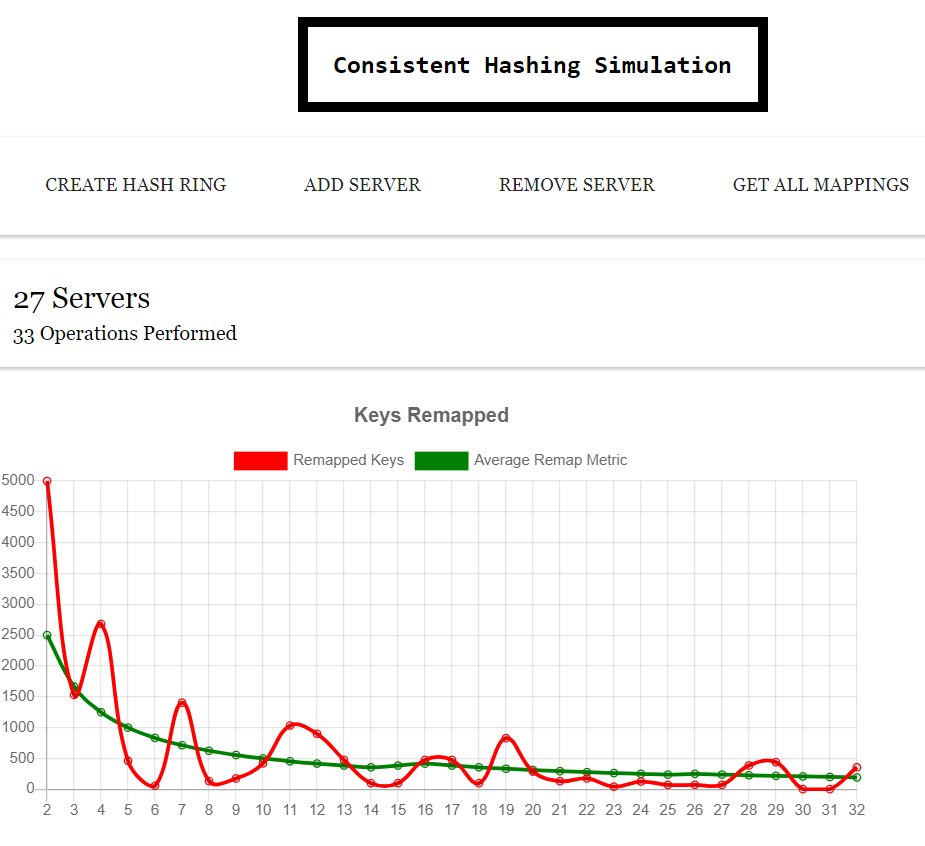 Consistent Hashing Simulation
CREATE HASH RING ADD SERVER REMOVE SERVER GET ALL MAPPINGS
27 Servers
33 Operations Performed
Keys Remapped
Remapped Keys Average Remap Metric
5000
4500
4000
3500
3000
2500
2000
1500
1000
500
0
2 3 4 5 6 7 8 9 10 11 12 13 14 15 16 17 18 19 20 21 22 23 24 25 26 27 28 29 30 31 32